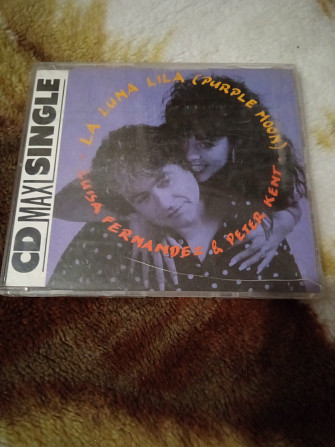 CD MAXI SINGLE
LA LUNA LILA (PURPLE MOON)
LUISA FERNANDEZ & PETER KENT